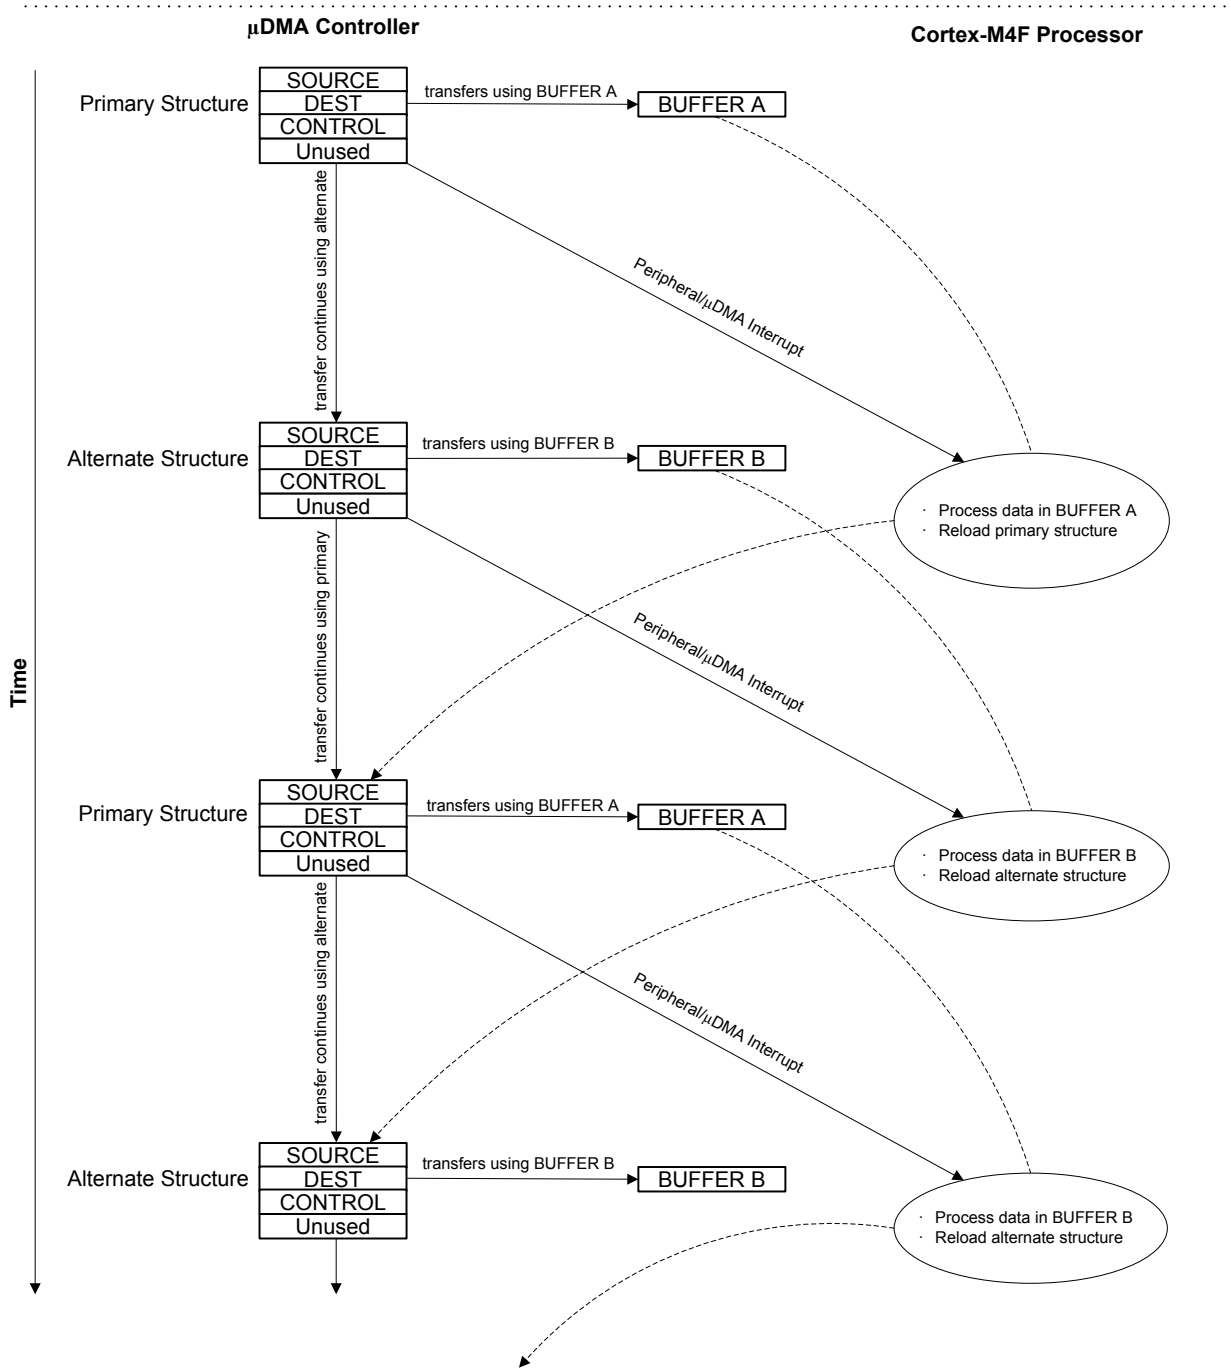 µDMA Controller
Cortex-M4F Processor
Time
Primary Structure
SOURCE
DEST
CONTROL
Unused
transfers using BUFFER A
BUFFER A
transfer continues using alternate
Peripheral/µDMA Interrupt
Alternate Structure
SOURCE
DEST
CONTROL
Unused
transfers using BUFFER B
BUFFER B
· Process data in BUFFER A
· Reload primary structure
transfer continues using primary
Peripheral/µDMA Interrupt
Primary Structure
SOURCE
DEST
CONTROL
Unused
transfers using BUFFER A
BUFFER A
· Process data in BUFFER B
· Reload alternate structure
transfer continues using alternate
Peripheral/µDMA Interrupt
Alternate Structure
SOURCE
DEST
CONTROL
Unused
transfers using BUFFER B
BUFFER B
· Process data in BUFFER B
· Reload alternate structure